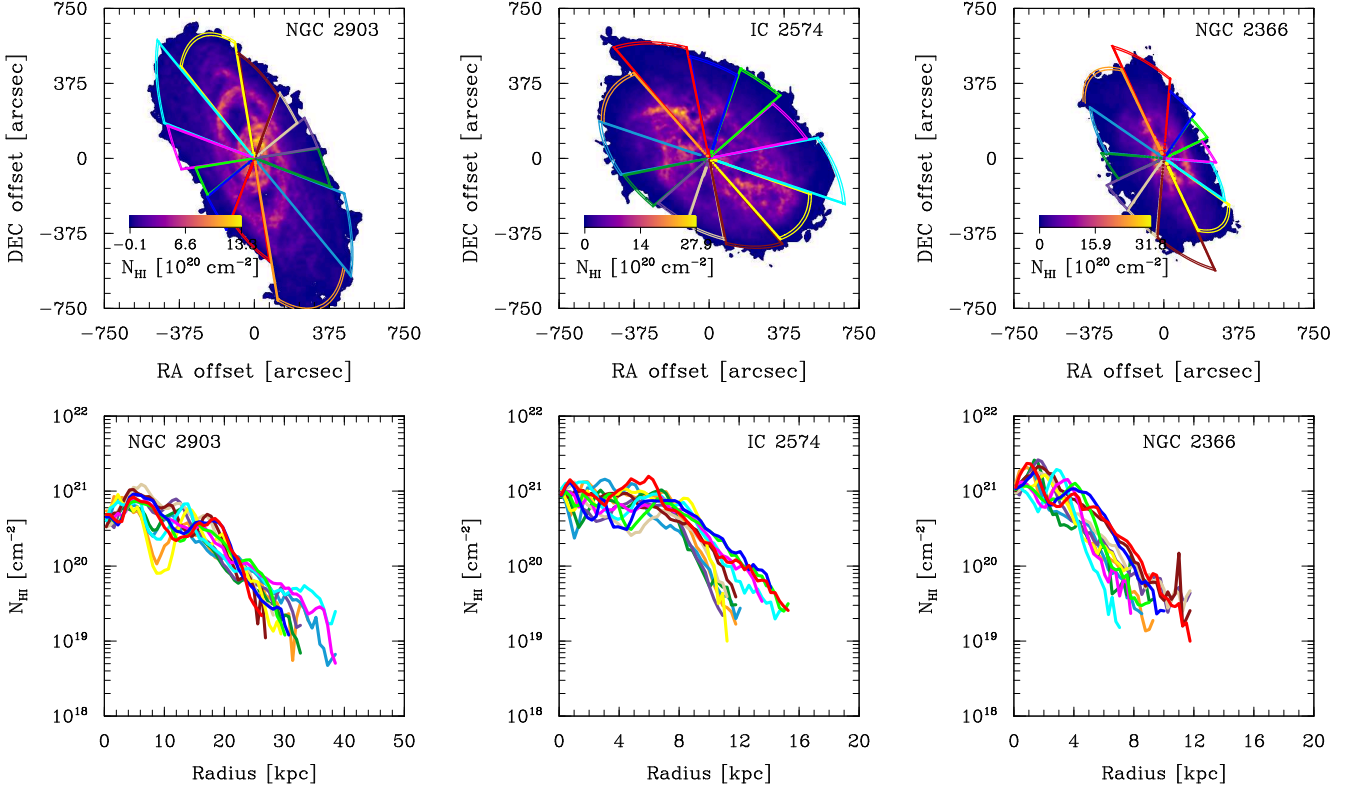 NGC 2903
750
375
0
−375
−750
DEC offset [arcsec]
−0.1 6.6
N_HI [10^20 cm^−2]
−750 −375 0 375 750
RA offset [arcsec]
IC 2574
750
375
0
−375
−750
DEC offset [arcsec]
0 14 27.9
N_HI [10^20 cm^−2]
−750 −375 0 375 750
RA offset [arcsec]
NGC 2366
750
375
0
−375
−750
DEC offset [arcsec]
0 15.9
N_HI [10^20 cm^−2]
−750 −375 0 375 750
RA offset [arcsec]
NGC 2903
10^22
10^21
10^20
10^19
10^18
N_HI [cm^−2]
0 10 20 30 40 50
Radius [kpc]
IC 2574
10^22
10^21
10^20
10^19
10^18
N_HI [cm^−2]
0 4 8 12 16 20
Radius [kpc]
NGC 2366
10^22
10^21
10^20
10^19
10^18
N_HI [cm^−2]
0 4 8 12 16 20
Radius [kpc]